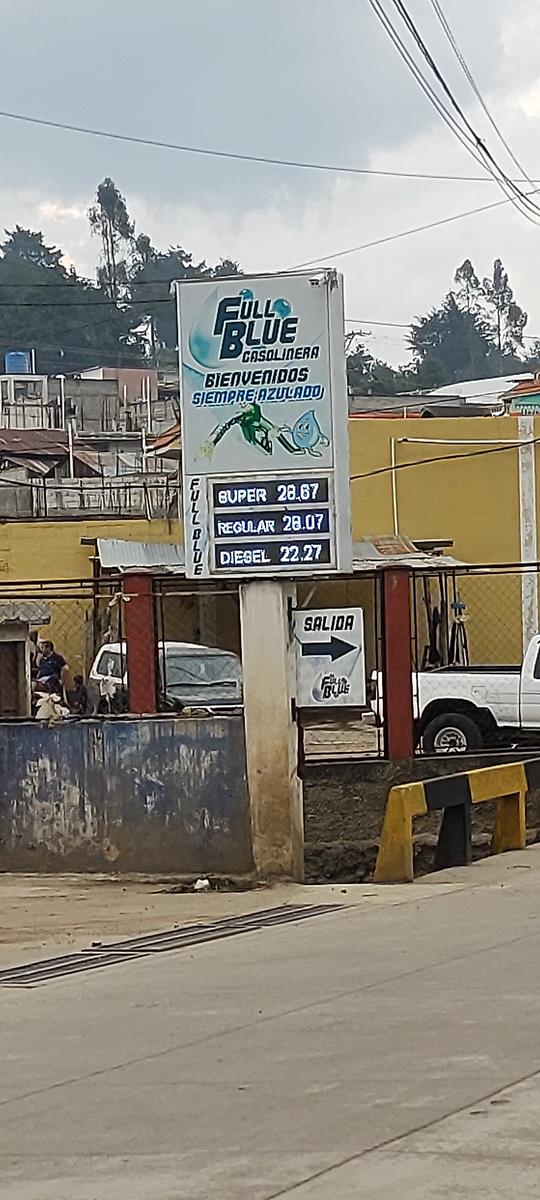 FULL
BLUE
GASOLINERA
BIENVENIDOS
SIEMPRE AZULADO
FULL BLUE
SUPER 28.67
REGULAR 28.07
DIESEL 22.27
SALIDA
FULL
BLUE